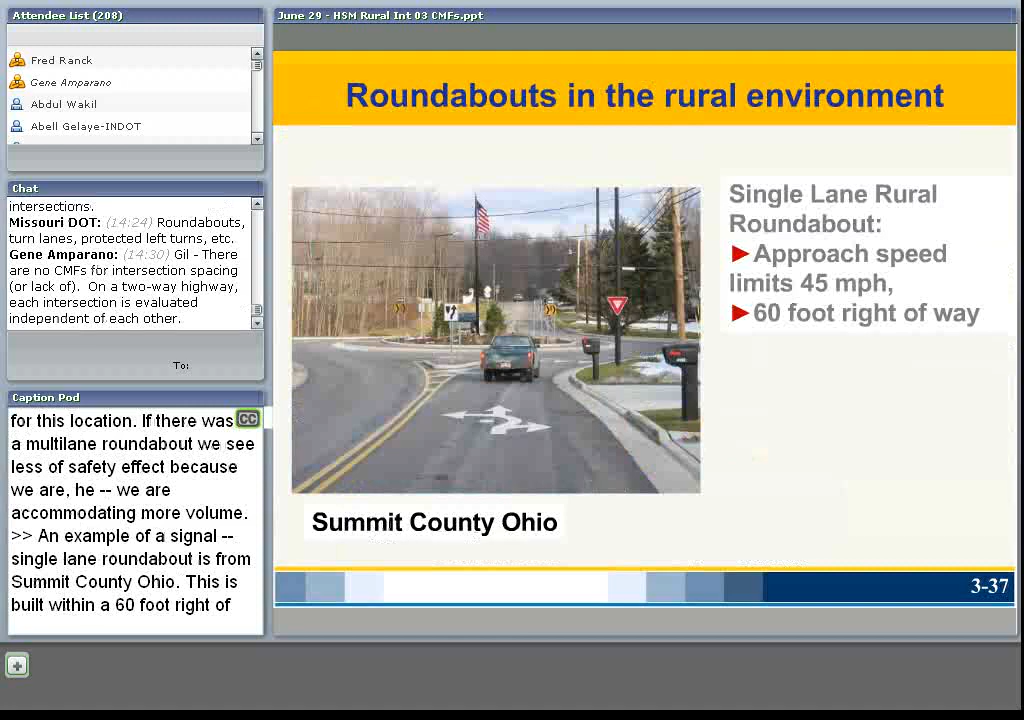 Attendee List (208)
Fred Ranck
Gene Amparano
Abdul Wakil
Abell Gelaye-INDOT
Chat
intersections.
Missouri DOT: (14:24) Roundabouts,
turn lanes, protected left turns, etc.
Gene Amparano: (14:30) Gil - There
are no CMFs for intersection spacing
(or lack of). On a two-way highway,
each intersection is evaluated
independent of each other.
To:
Caption Pod
for this location. If there was
CC
a multilane roundabout we see
less of safety effect because
we are, he -- we are
accommodating more volume.
>> An example of a signal --
single lane roundabout is from
Summit County Ohio. This is
built within a 60 foot right of
June 29 - HSM Rural Int 03 CMFs.ppt
Roundabouts in the rural environment
Single Lane Rural
Roundabout:
►Approach speed
limits 45 mph,
►60 foot right of way
Summit County Ohio
3-37